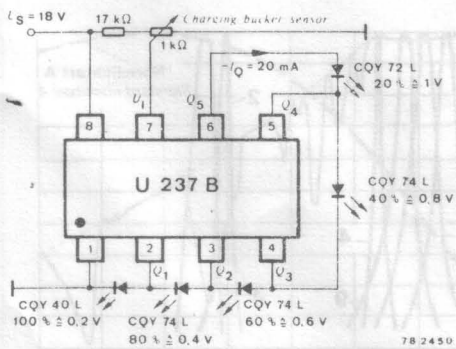 U_S = 18 V
17 kΩ
Charging bucker sensor
1 kΩ
-I_Q = 20 mA
U_i
Q_5
Q_4
CQY 72 L
20 % ≙ 1 V
8
7
6
5
U 237 B
CQY 74 L
40 % ≙ 0,8 V
1
2
3
4
Q_1
Q_2
Q_3
CQY 40 L
100 % ≙ 0,2 V
CQY 74 L
80 % ≙ 0,4 V
CQY 74 L
60 % ≙ 0,6 V
78 2450